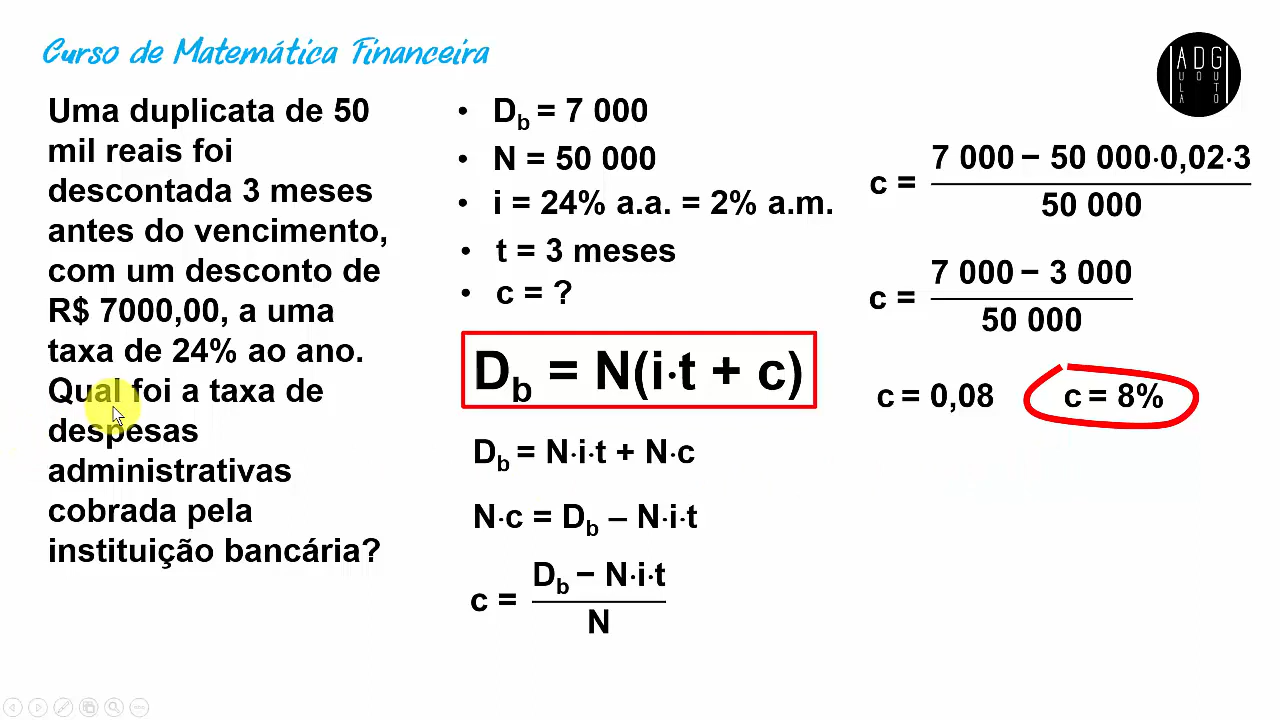 Curso de Matemática Financeira
Uma duplicata de 50
mil reais foi
descontada 3 meses
antes do vencimento,
com um desconto de
R$ 7000,00, a uma
taxa de 24% ao ano.
Qual foi a taxa de
despesas
administrativas
cobrada pela
instituição bancária?
• Db = 7 000
• N = 50 000
• i = 24% a.a. = 2% a.m.
• t = 3 meses
• c = ?
Db = N(i·t + c)
Db = N·i·t + N·c
N·c = Db – N·i·t
c = 
Db − N·i·t
N
c = 
7 000 − 50 000·0,02·3
50 000
c = 
7 000 − 3 000
50 000
c = 0,08 c = 8%
AULA DO GUTO